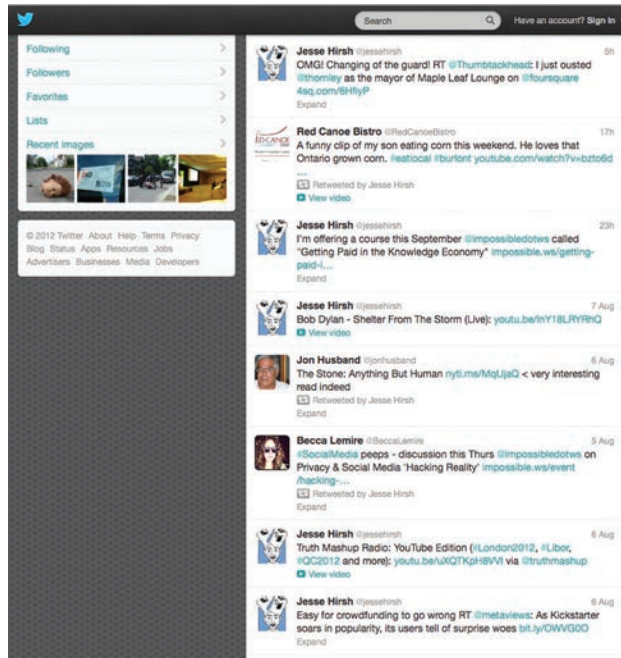 Search
Have an account? Sign In
Following
Followers
Favorites
Lists
Recent images
© 2012 Twitter About Help Terms Privacy
Blog Status Apps Resources Jobs
Advertisers Businesses Media Developers
Jesse Hirsh @jessehirsh 5h
OMG! Changing of the guard! RT @Thumbtackhead: I just ousted
@thornley as the mayor of Maple Leaf Lounge on @foursquare
4sq.com/6HfiyP
Expand
RED CANOE
Red Canoe Bistro @RedCanoeBistro 17h
A funny clip of my son eating corn this weekend. He loves that
Ontario grown corn. #eatlocal #burlont youtube.com/watch?v=bzto6d
...
Retweeted by Jesse Hirsh
View video
Jesse Hirsh @jessehirsh 23h
I'm offering a course this September @impossibledotws called
"Getting Paid in the Knowledge Economy" impossible.ws/getting-
paid-i...
Expand
Jesse Hirsh @jessehirsh 7 Aug
Bob Dylan - Shelter From The Storm (Live): youtu.be/InY18LRYRhQ
View video
Jon Husband @jonhusband 6 Aug
The Stone: Anything But Human nyti.ms/MqUjaQ < very interesting
read indeed
Retweeted by Jesse Hirsh
Expand
Becca Lemire @BeccaLemire 5 Aug
#SocialMedia peeps - discussion this Thurs @impossibledotws on
Privacy & Social Media 'Hacking Reality' impossible.ws/event
/hacking-...
Retweeted by Jesse Hirsh
Expand
Jesse Hirsh @jessehirsh 6 Aug
Truth Mashup Radio: YouTube Edition (#London2012, #Libor,
#QC2012 and more): youtu.be/uXQTKpH8VVI via @truthmashup
View video
Jesse Hirsh @jessehirsh 6 Aug
Easy for crowdfunding to go wrong RT @metaviews: As Kickstarter
soars in popularity, its users tell of surprise woes bit.ly/OWVG0O